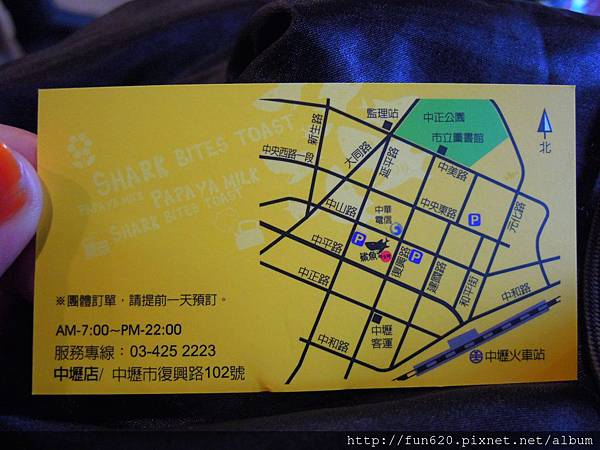 SHARK BITES TOAST
PAPAYA MILK PAPAYA MILK
SHARK BITES TOAST
※團體訂單，請提前一天預訂。
AM-7:00~PM-22:00
服務專線：03-425 2223
中壢店/ 中壢市復興路102號
監理站
中正公園
市立圖書館
北
新生路
大同路
延平路
中央西路一段
中美路
中山路
中華
電信
中央東路
P
元化路
中平路
P
鯊魚
復興路
P
中正路
建國路
和平街
中和路
中壢
客運
中和路
中壢火車站
http://fun620.pixnet.net/album